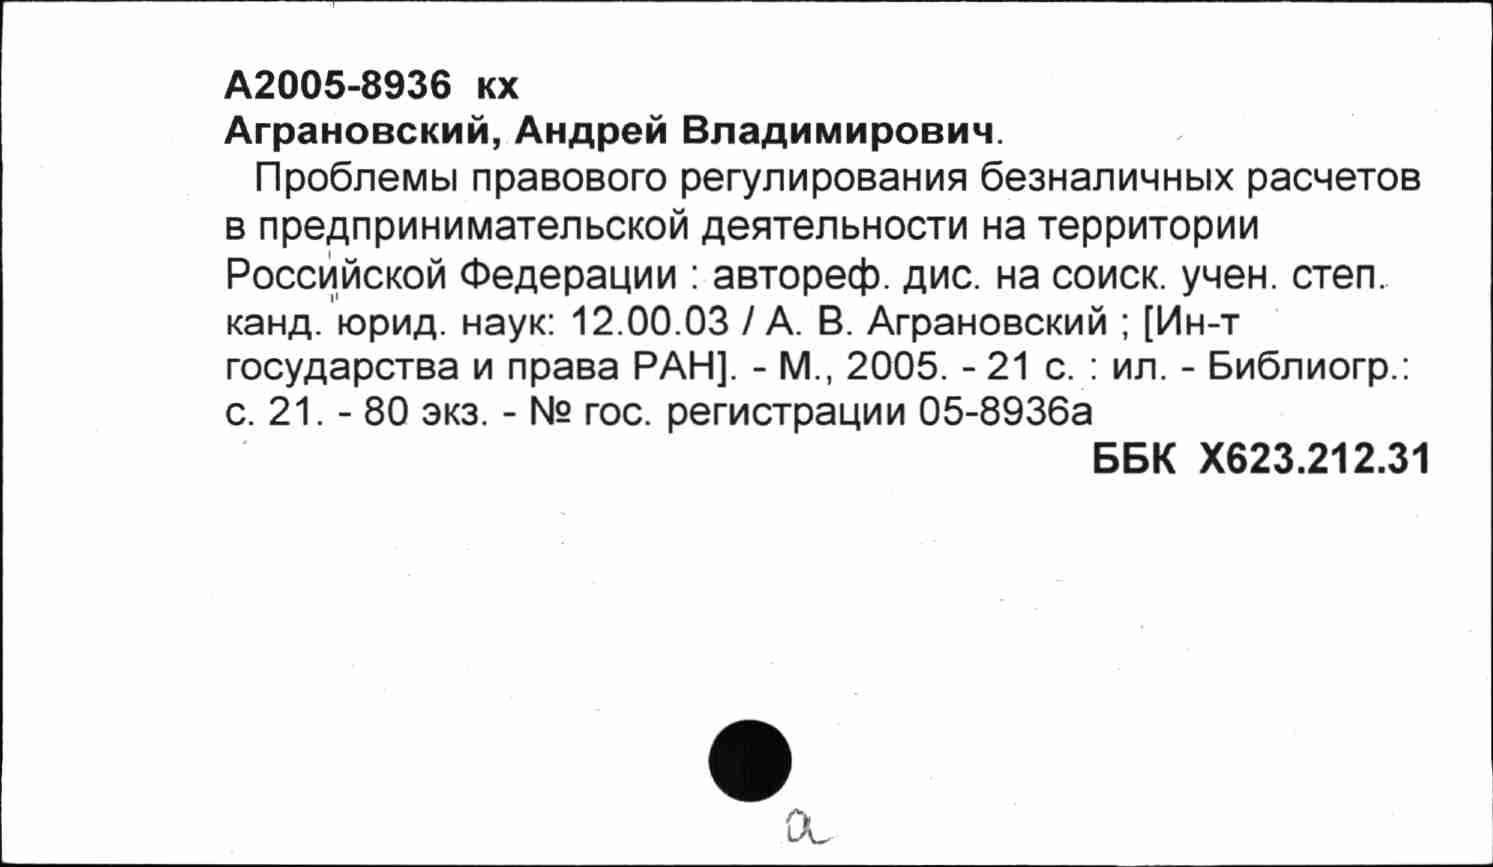 А2005-8936 кх
Аграновский, Андрей Владимирович.
Проблемы правового регулирования безналичных расчетов
в предпринимательской деятельности на территории
Российской Федерации : автореф. дис. на соиск. учен. степ.
канд. юрид. наук: 12.00.03 / А. В. Аграновский ; [Ин-т
государства и права РАН]. - М., 2005. - 21 с. : ил. - Библиогр.:
с. 21. - 80 экз. - № гос. регистрации 05-8936а
ББК Х623.212.31
а